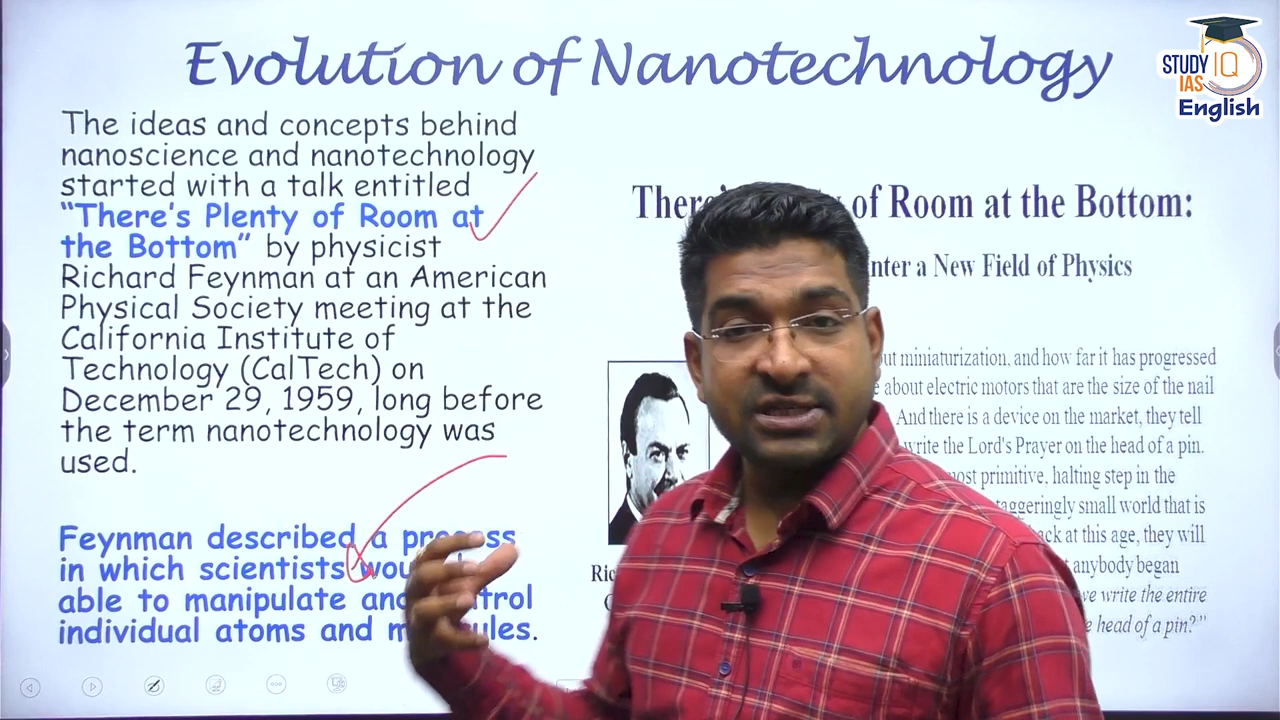 Evolution of Nanotechnology
STUDY IQ
IAS
English
The ideas and concepts behind
nanoscience and nanotechnology
started with a talk entitled
“There’s Plenty of Room at
the Bottom” by physicist
Richard Feynman at an American
Physical Society meeting at the
California Institute of
Technology (CalTech) on
December 29, 1959, long before
the term nanotechnology was
used.
Feynman described a process
in which scientists
able to manipulate and
individual atoms and
of Room at the Bottom:
a New Field of Physics
miniaturization, and how far it has progressed
about electric motors that are the size of the nail
And there is a device on the market, they tell
write the Lord's Prayer on the head of a pin.
primitive, halting step in the
small world that is
at this age, they will
anybody began
we write the entire
head of a pin?”